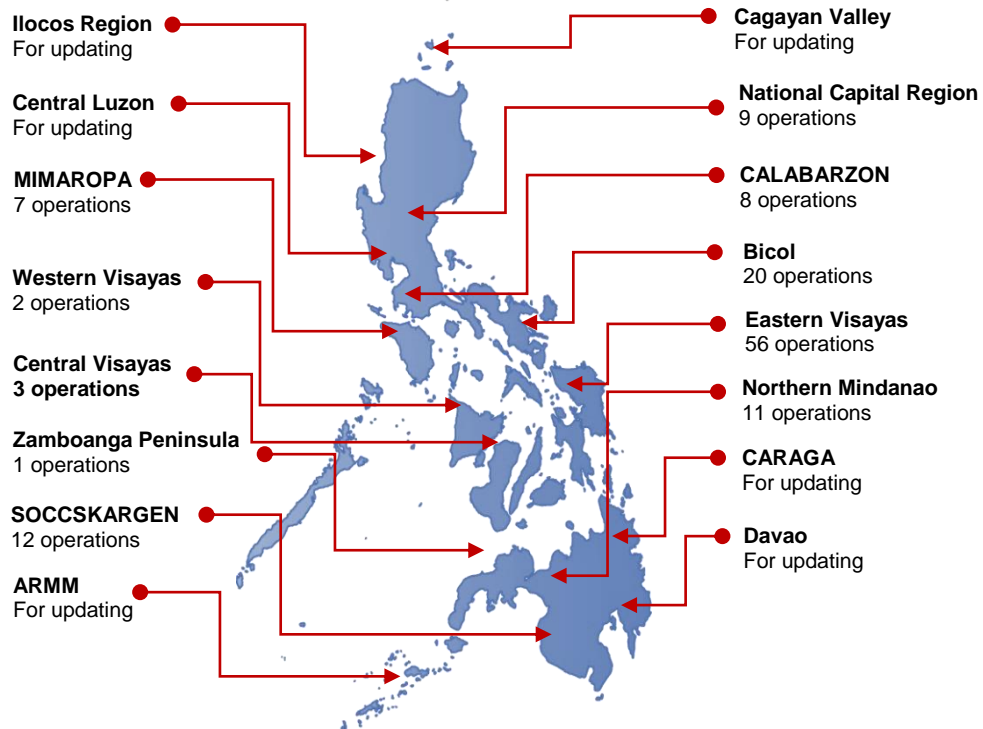 Ilocos Region
For updating
Central Luzon
For updating
MIMAROPA
7 operations
Western Visayas
2 operations
Central Visayas
3 operations
Zamboanga Peninsula
1 operations
SOCCSKARGEN
12 operations
ARMM
For updating
Cagayan Valley
For updating
National Capital Region
9 operations
CALABARZON
8 operations
Bicol
20 operations
Eastern Visayas
56 operations
Northern Mindanao
11 operations
CARAGA
For updating
Davao
For updating